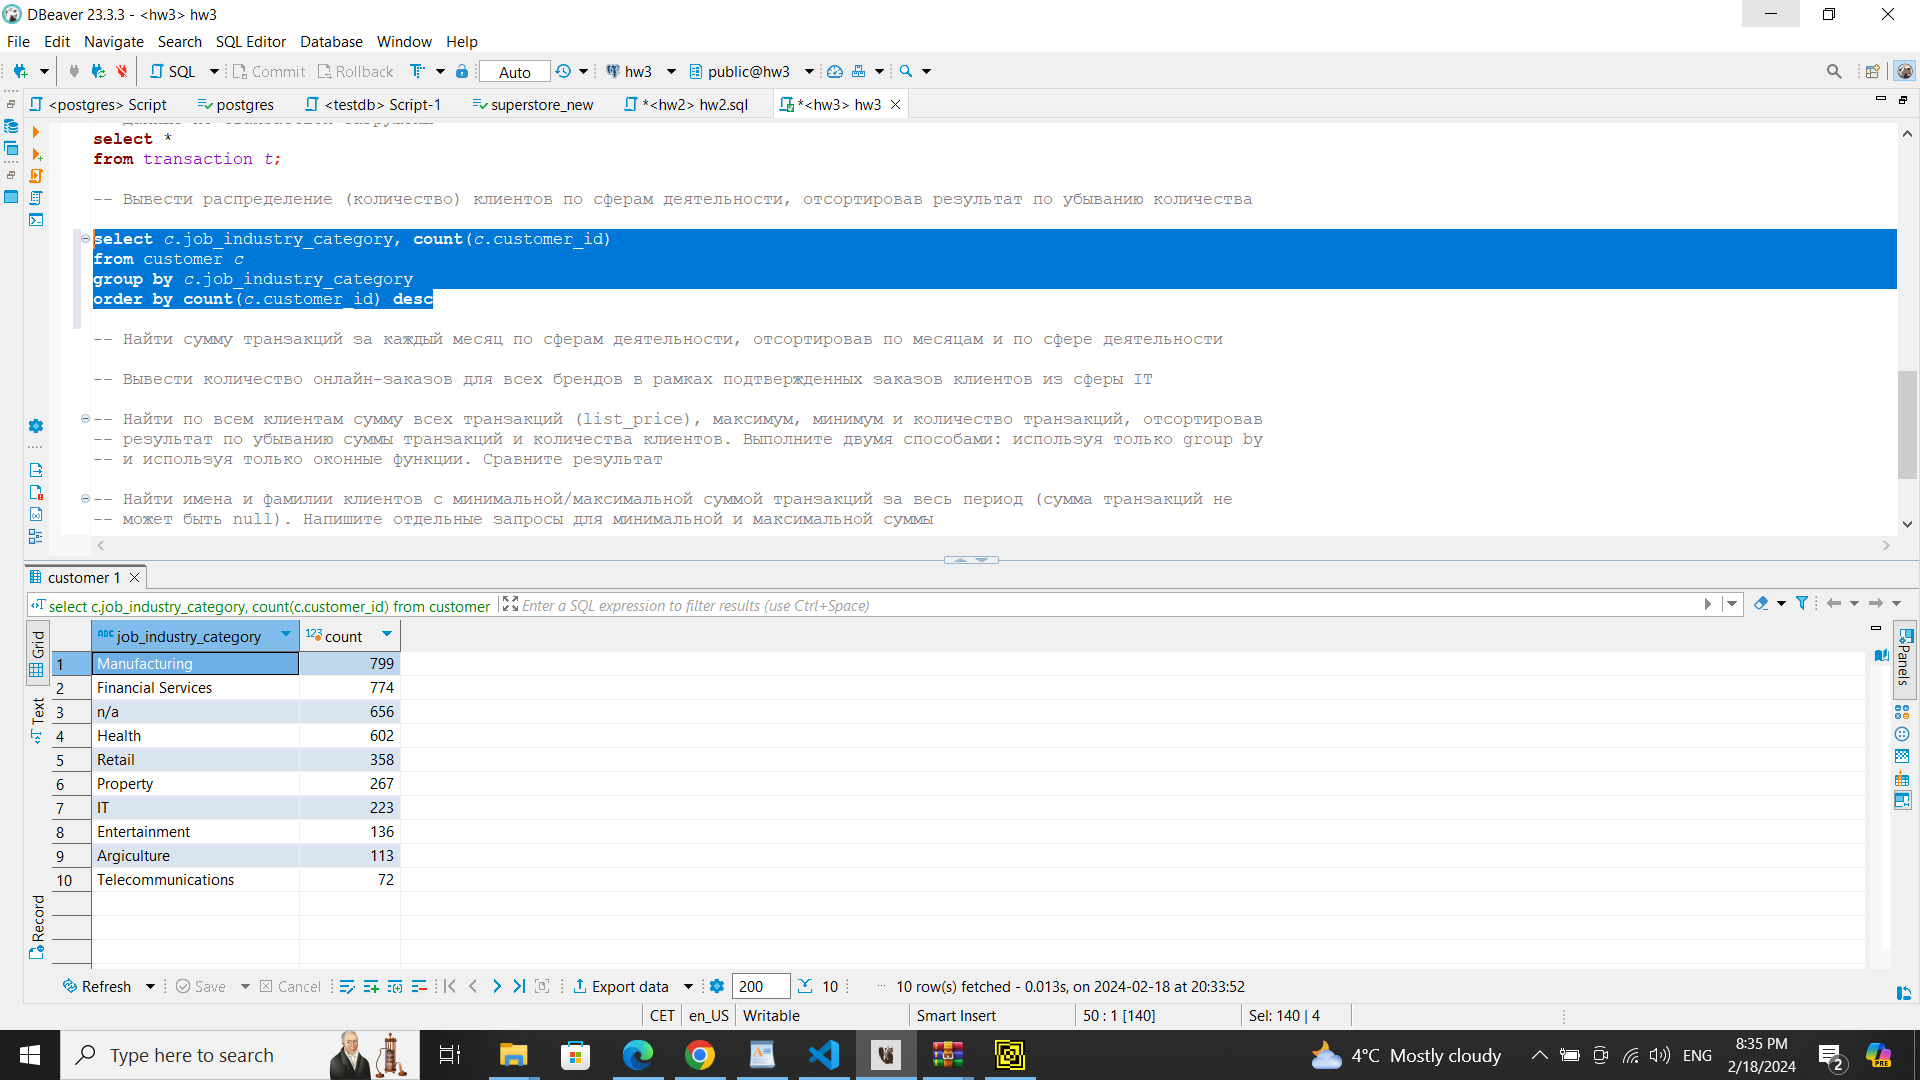 DBeaver 23.3.3 - <hw3> hw3
File Edit Navigate Search SQL Editor Database Window Help
SQL Commit Rollback Auto hw3 public@hw3
<postgres> Script postgres <testdb> Script-1 superstore_new *<hw2> hw2.sql *<hw3> hw3
select *
from transaction t;
-- Вывести распределение (количество) клиентов по сферам деятельности, отсортировав результат по убыванию количества
select c.job_industry_category, count(c.customer_id)
from customer c
group by c.job_industry_category
order by count(c.customer_id) desc
-- Найти сумму транзакций за каждый месяц по сферам деятельности, отсортировав по месяцам и по сфере деятельности
-- Вывести количество онлайн-заказов для всех брендов в рамках подтвержденных заказов клиентов из сферы IT
-- Найти по всем клиентам сумму всех транзакций (list_price), максимум, минимум и количество транзакций, отсортировав
-- результат по убыванию суммы транзакций и количества клиентов. Выполните двумя способами: используя только group by
-- и используя только оконные функции. Сравните результат
-- Найти имена и фамилии клиентов с минимальной/максимальной суммой транзакций за весь период (сумма транзакций не
-- может быть null). Напишите отдельные запросы для минимальной и максимальной суммы
customer 1
select c.job_industry_category, count(c.customer_id) from customer Enter a SQL expression to filter results (use Ctrl+Space)
Grid
Text
Record
Panels
ABC job_industry_category 123 count
1 Manufacturing 799
2 Financial Services 774
3 n/a 656
4 Health 602
5 Retail 358
6 Property 267
7 IT 223
8 Entertainment 136
9 Argiculture 113
10 Telecommunications 72
Refresh Save Cancel Export data 200 10 ... 10 row(s) fetched - 0.013s, on 2024-02-18 at 20:33:52
CET en_US Writable Smart Insert 50 : 1 [140] Sel: 140 | 4
Type here to search 4°C Mostly cloudy ENG 8:35 PM
2/18/2024 2
PRE